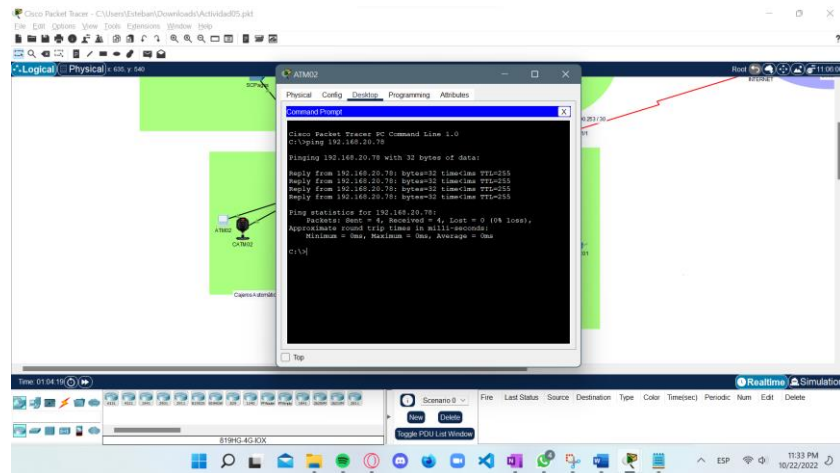 Cisco Packet Tracer - C:\Users\Esteban\Downloads\Actividad05.pkt
File Edit Options View Tools Extensions Window Help
Logical Physical x: 635, y: 540
Root
SCPagos
INTERNET
ATM02
Physical Config Desktop Programming Attributes
Command Prompt X
Cisco Packet Tracer PC Command Line 1.0
C:\>ping 192.168.20.78
Pinging 192.168.20.78 with 32 bytes of data:
Reply from 192.168.20.78: bytes=32 time<1ms TTL=255
Reply from 192.168.20.78: bytes=32 time<1ms TTL=255
Reply from 192.168.20.78: bytes=32 time<1ms TTL=255
Reply from 192.168.20.78: bytes=32 time<1ms TTL=255
Ping statistics for 192.168.20.78:
Packets: Sent = 4, Received = 4, Lost = 0 (0% loss),
Approximate round trip times in milli-seconds:
Minimum = 0ms, Maximum = 0ms, Average = 0ms
C:\>
ATM02
CATM02
Top
Time: 01:04:19
Realtime Simulation
Scenario 0
New Delete
Toggle PDU List Window
Fire Last Status Source Destination Type Color Time(sec) Periodic Num Edit Delete
819HG-4G-IOX
ESP
11:33 PM
10/22/2022